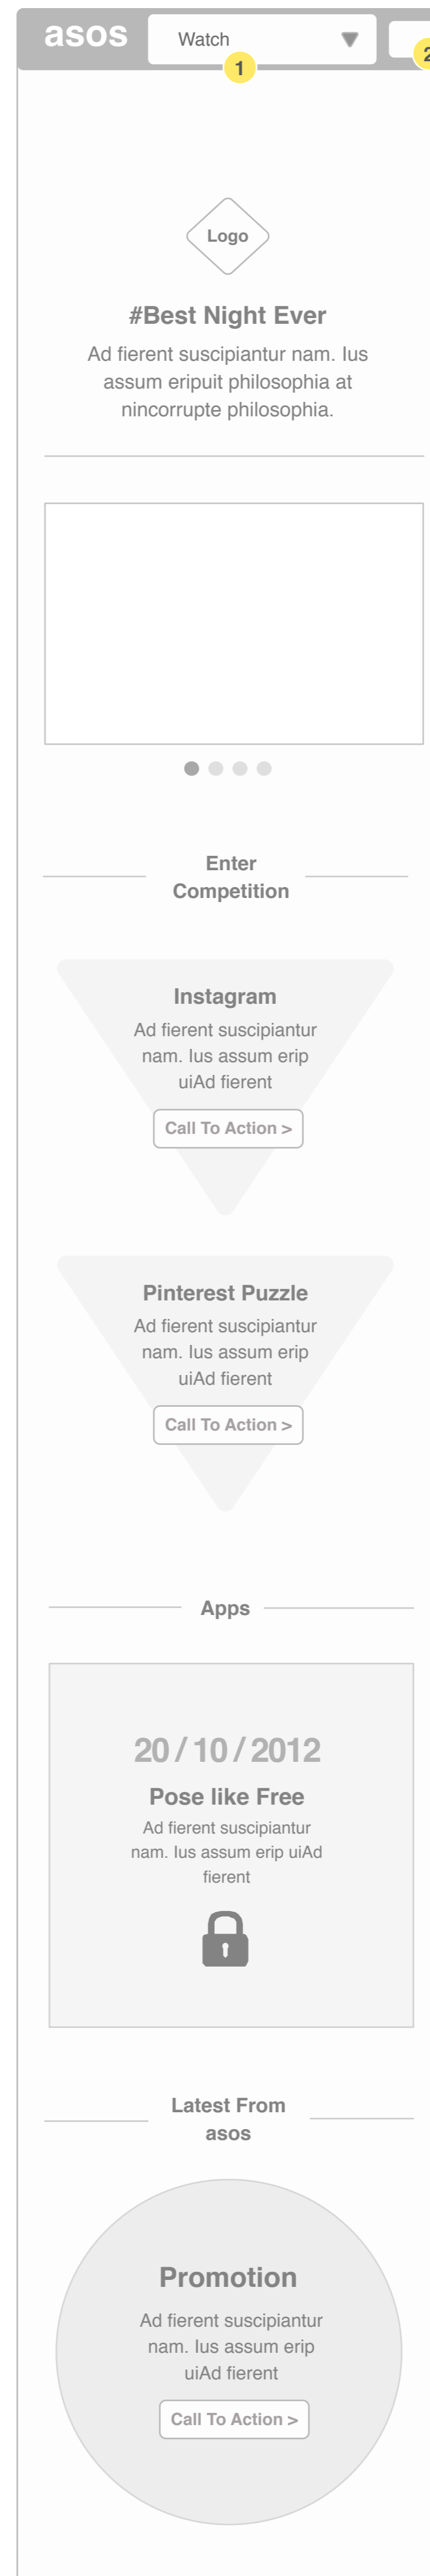 asos
Watch
1
2
Logo
#Best Night Ever
Ad fierent suscipiantur nam. Ius
assum eripuit philosophia at
nincorrupte philosophia.
Enter
Competition
Instagram
Ad fierent suscipiantur
nam. Ius assum erip
uiAd fierent
Call To Action >
Pinterest Puzzle
Ad fierent suscipiantur
nam. Ius assum erip
uiAd fierent
Call To Action >
Apps
20 / 10 / 2012
Pose like Free
Ad fierent suscipiantur
nam. Ius assum erip uiAd
fierent
Latest From
asos
Promotion
Ad fierent suscipiantur
nam. Ius assum erip
uiAd fierent
Call To Action >